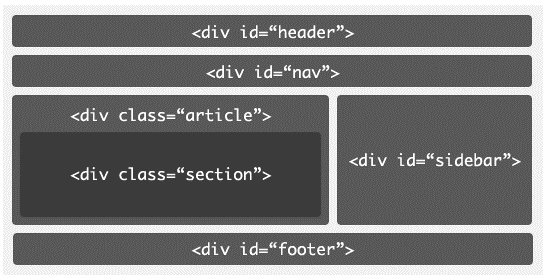 <div id=“header”>
<div id=“nav”>
<div class=“article”>
<div class=“section”>
<div id=“sidebar”>
<div id=“footer”>